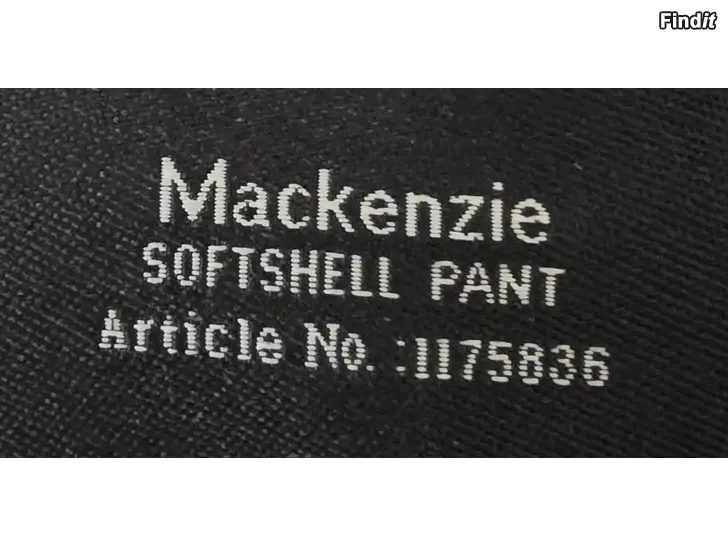 Findit
Mackenzie
SOFTSHELL PANT
Article No. :1175836